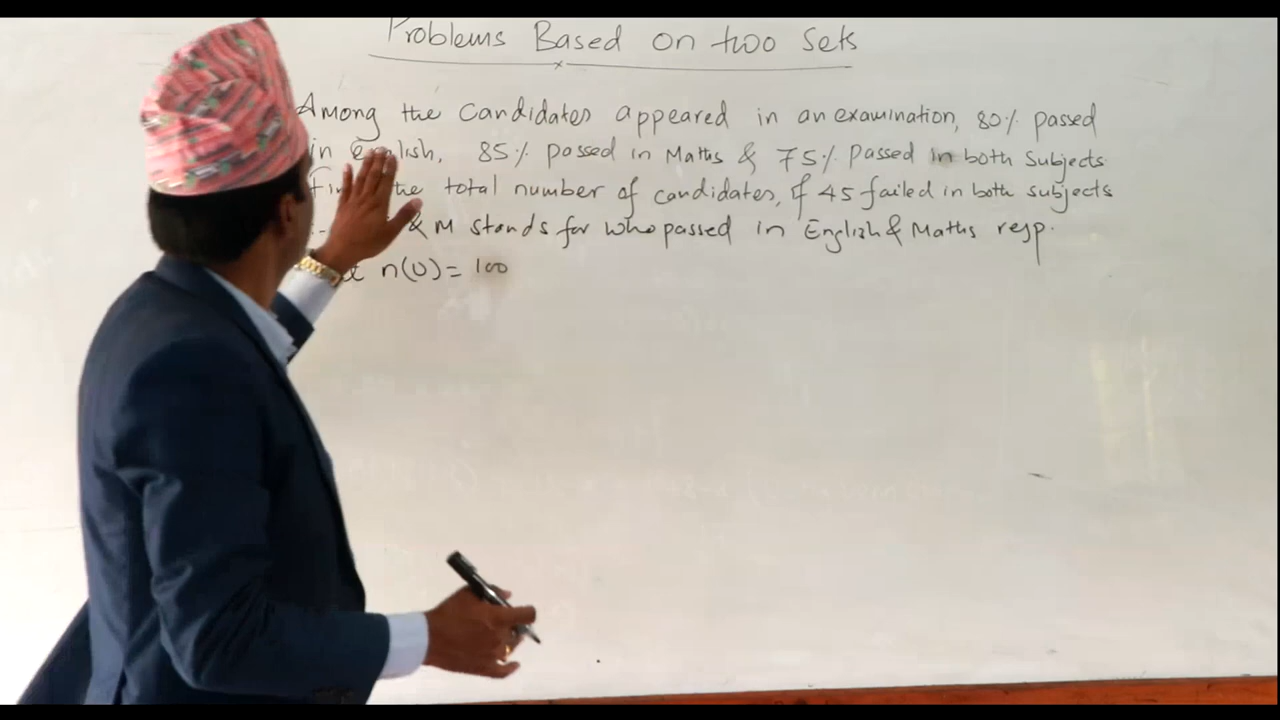 Problems Based on two Sets
Among the Candidates appeared in an examination, 80% passed
in english, 85% passed in Maths & 75% passed in both Subjects
the total number of candidates, if 45 failed in both subjects
& M stands for who passed in English & Maths resp.
n(U) = 100